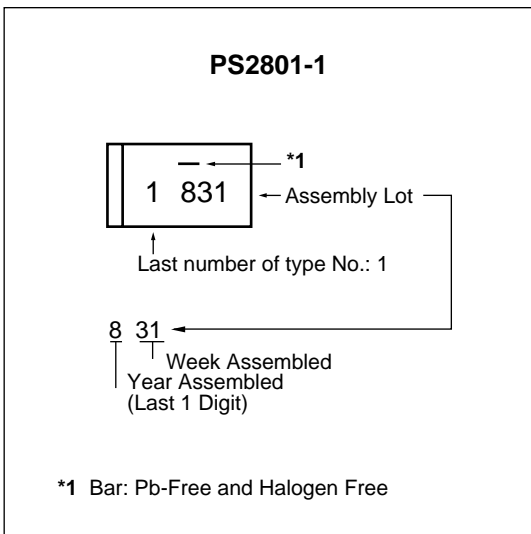 PS2801-1
*1
1 831
Assembly Lot
Last number of type No.: 1
8 31
Week Assembled
Year Assembled
(Last 1 Digit)
*1 Bar: Pb-Free and Halogen Free